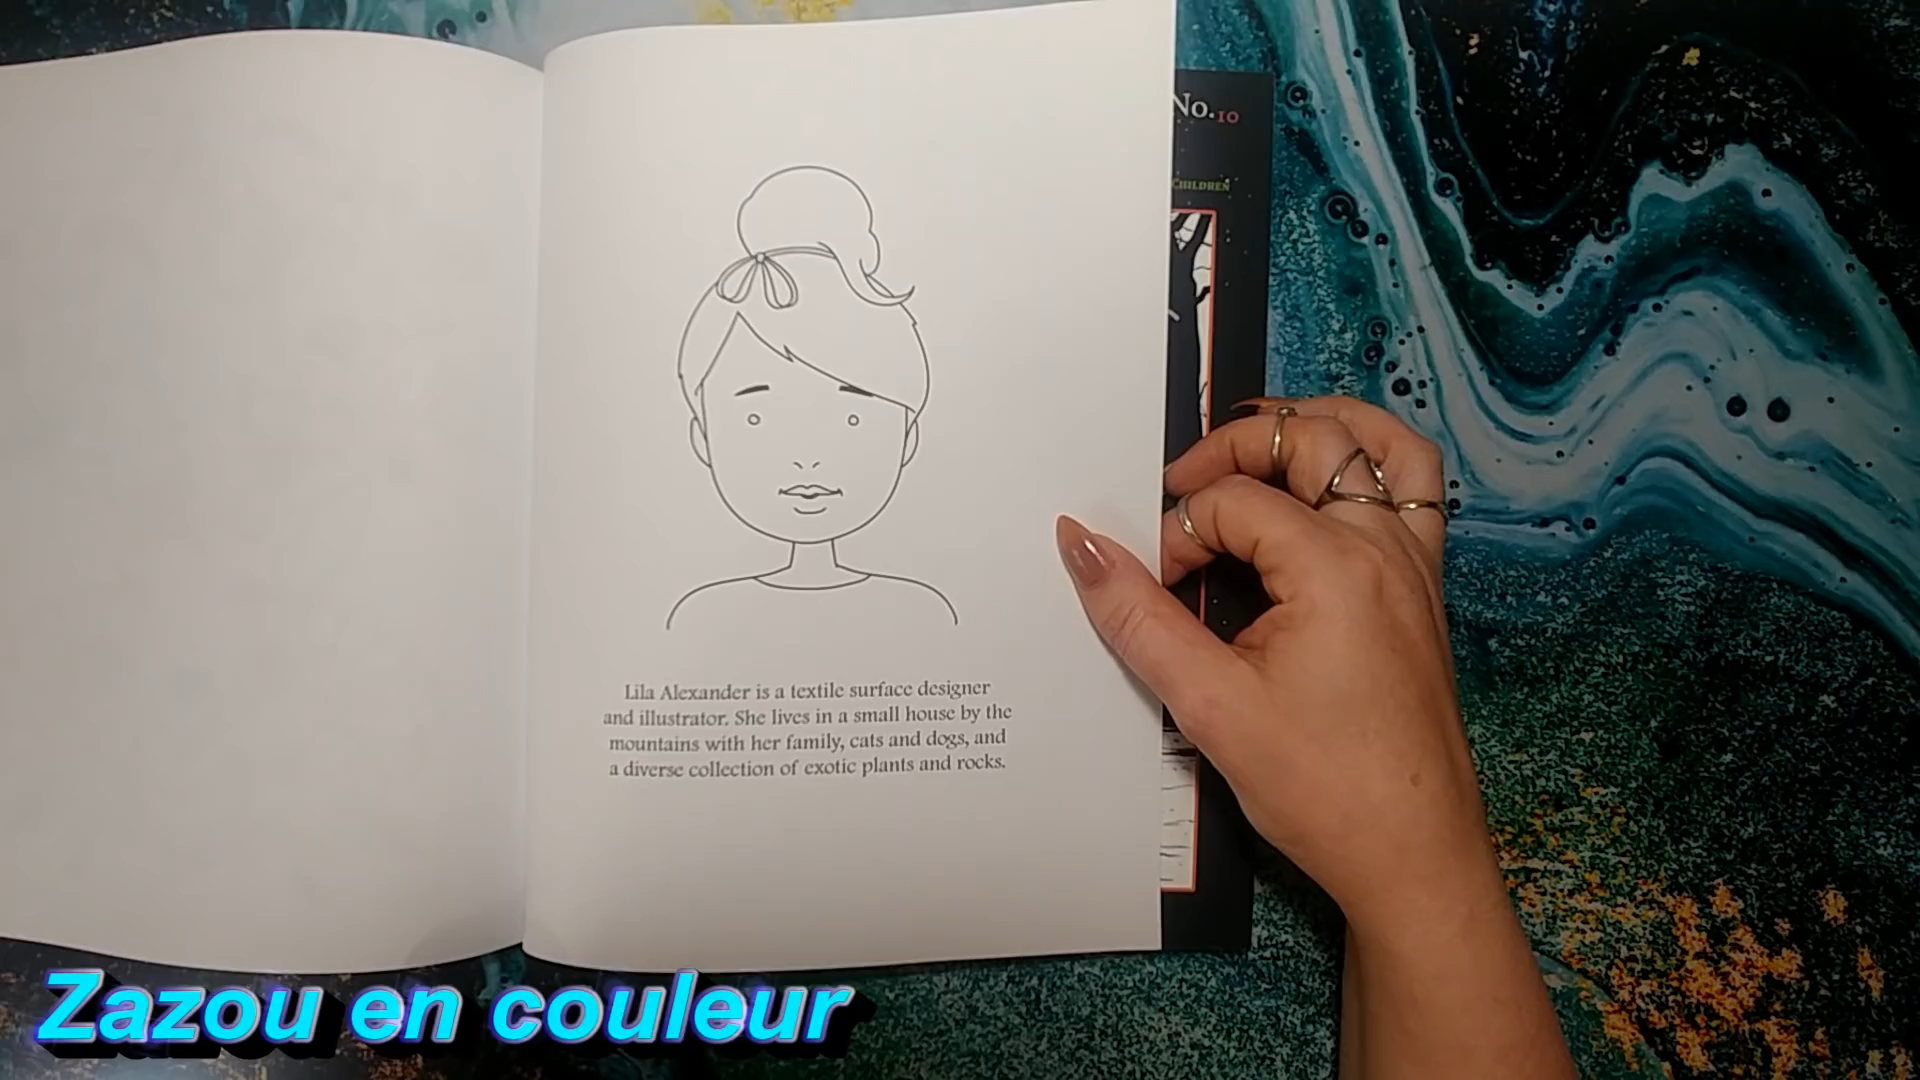 No. 10
Children
Lila Alexander is a textile surface designer
and illustrator. She lives in a small house by the
mountains with her family, cats and dogs, and
a diverse collection of exotic plants and rocks.
Zazou en couleur